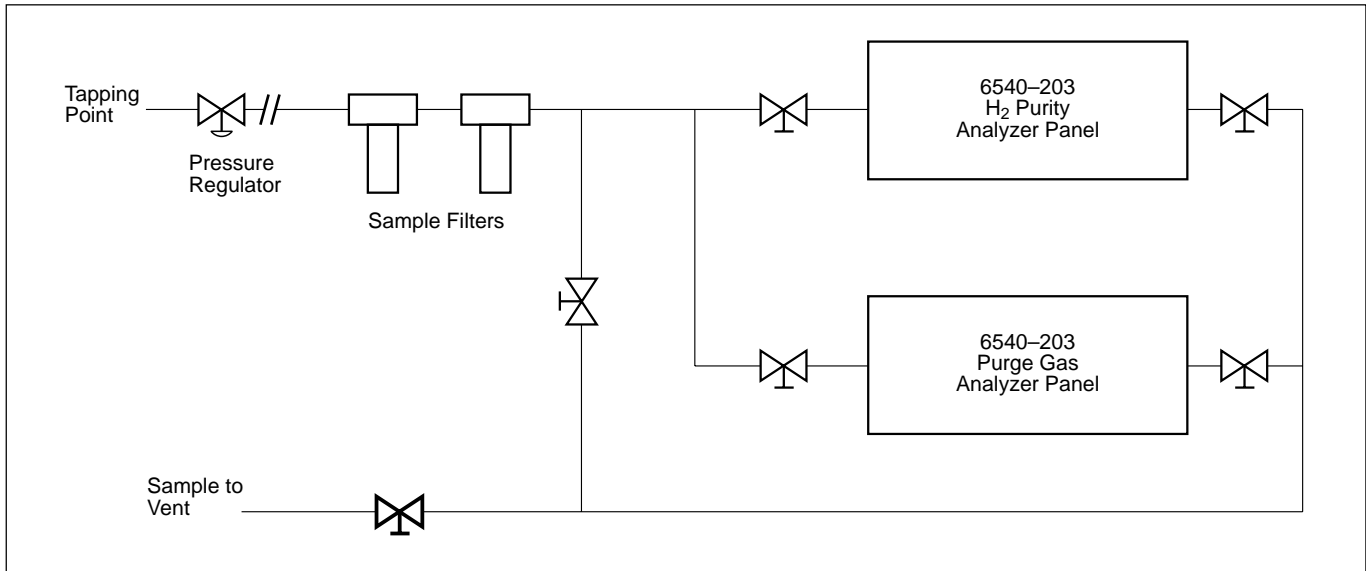 Tapping
Point
Pressure
Regulator
Sample Filters
6540–203
H₂ Purity
Analyzer Panel
6540–203
Purge Gas
Analyzer Panel
Sample to
Vent